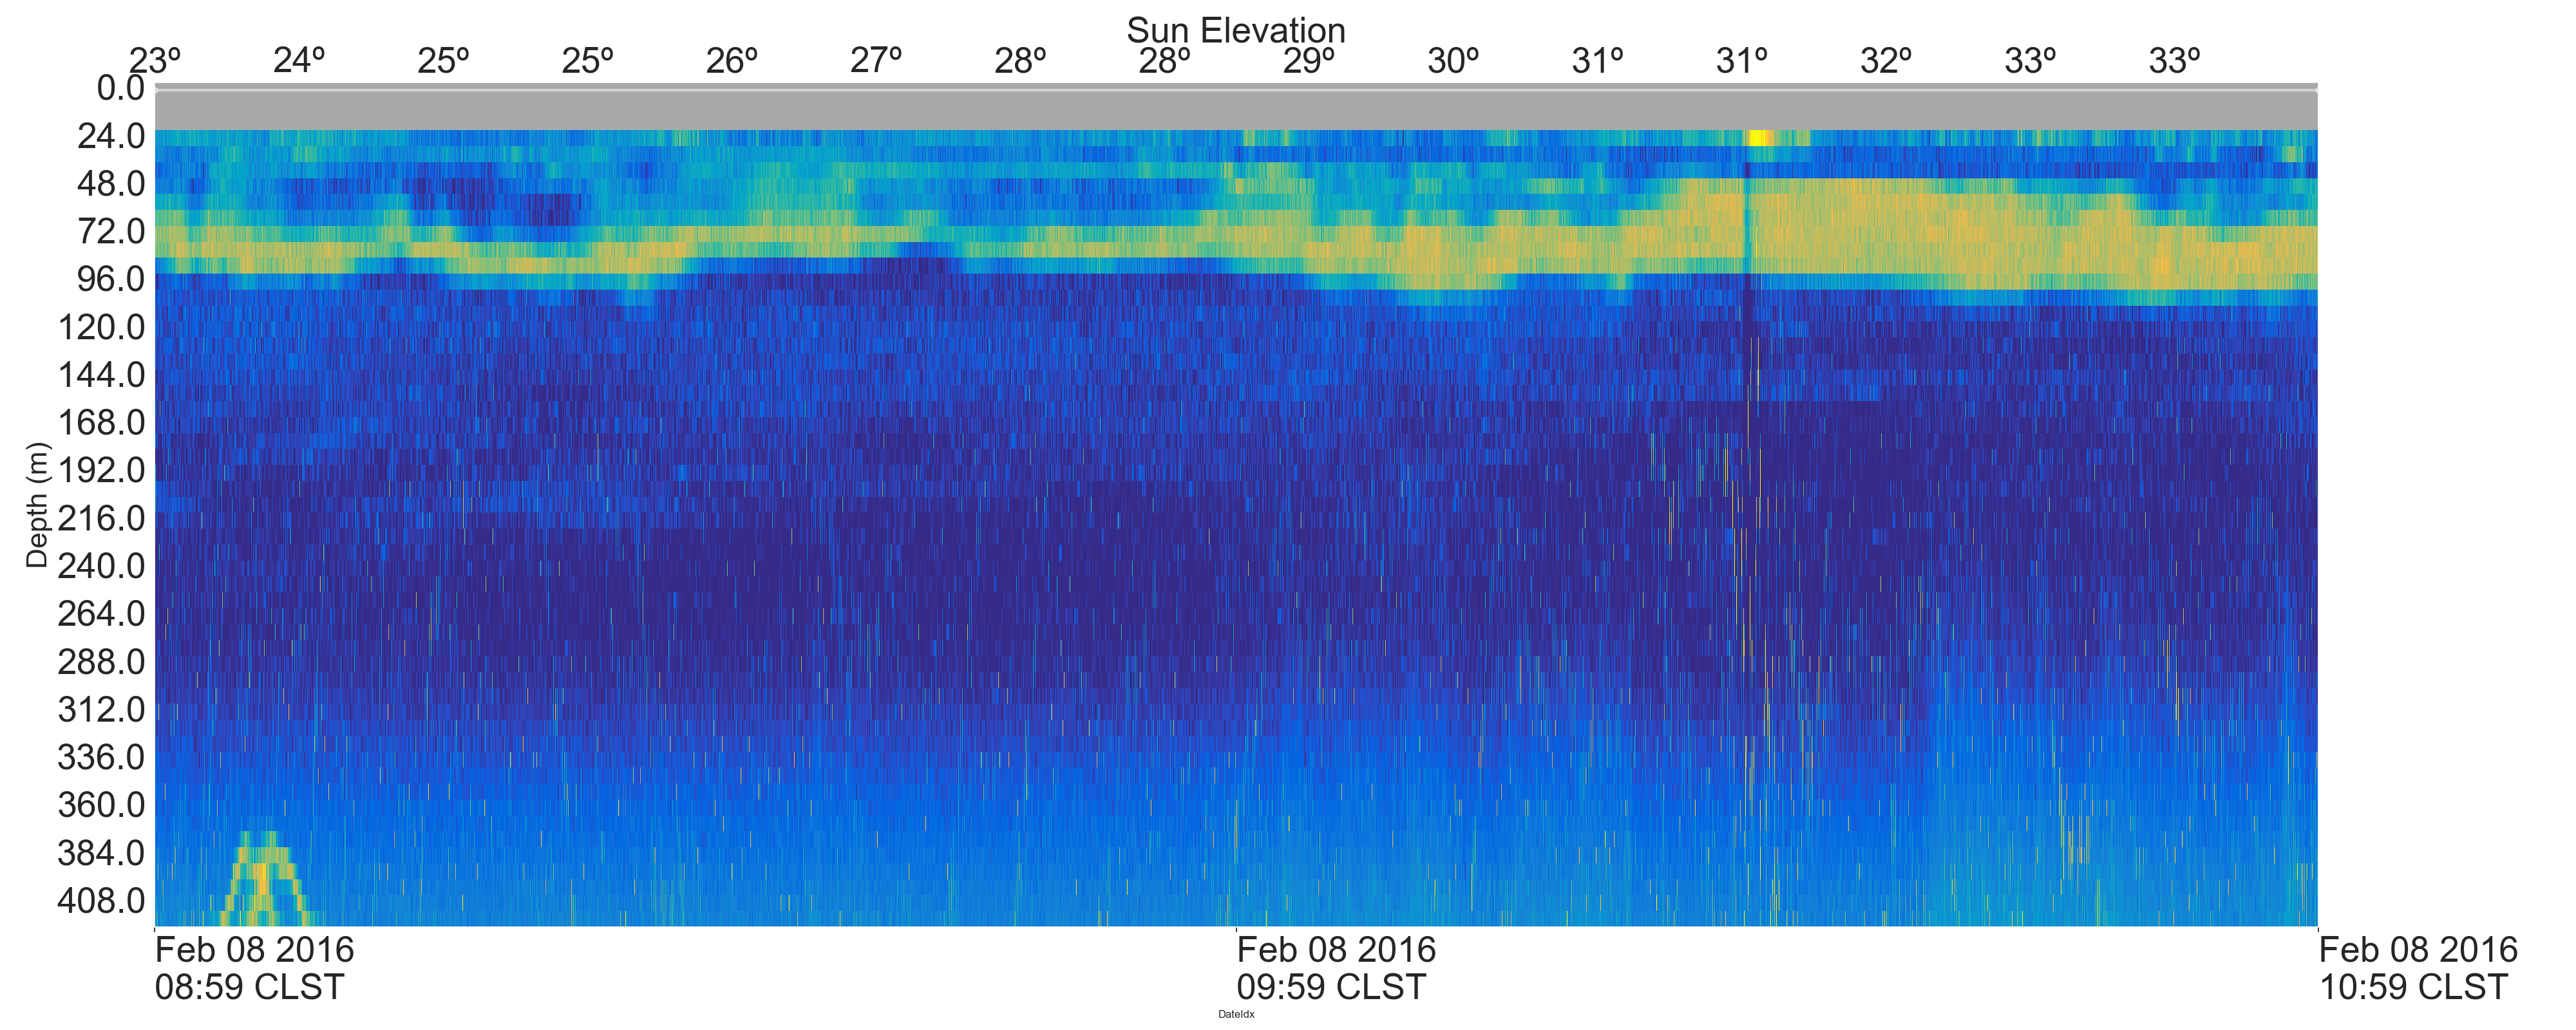 Sun Elevation
23º 24º 25º 25º 26º 27º 28º 28º 29º 30º 31º 31º 32º 33º 33º
0.0
24.0
48.0
72.0
96.0
120.0
144.0
168.0
192.0
216.0
240.0
264.0
288.0
312.0
336.0
360.0
384.0
408.0
Depth (m)
Feb 08 2016
08:59 CLST
Feb 08 2016
09:59 CLST
Feb 08 2016
10:59 CLST
DateIdx